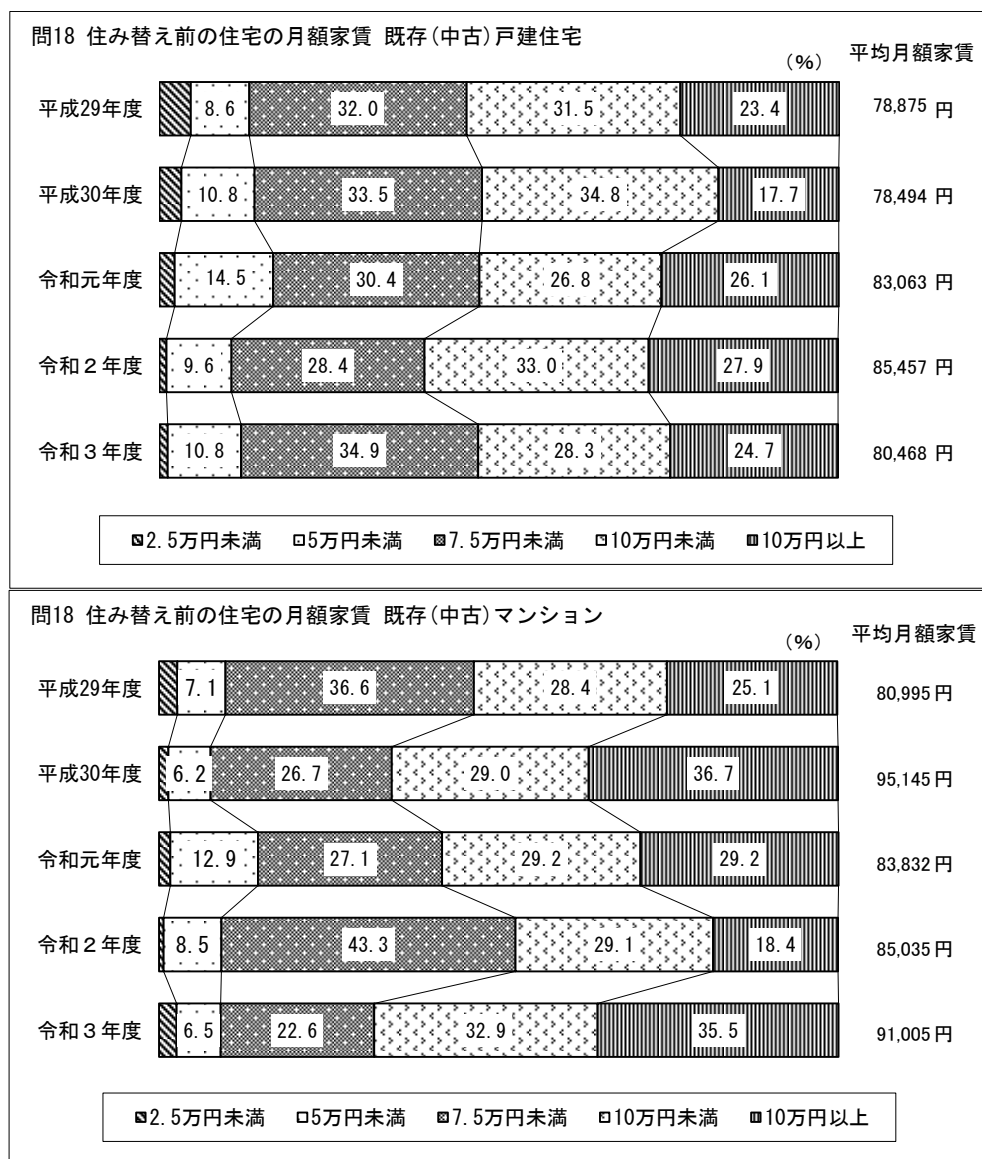 問18 住み替え前の住宅の月額家賃 既存(中古)戸建住宅
(%) 平均月額家賃
平成29年度 8.6 32.0 31.5 23.4 78,875 円
平成30年度 10.8 33.5 34.8 17.7 78,494 円
令和元年度 14.5 30.4 26.8 26.1 83,063 円
令和２年度 9.6 28.4 33.0 27.9 85,457 円
令和３年度 10.8 34.9 28.3 24.7 80,468 円
2.5万円未満 5万円未満 7.5万円未満 10万円未満 10万円以上
問18 住み替え前の住宅の月額家賃 既存(中古)マンション
(%) 平均月額家賃
平成29年度 7.1 36.6 28.4 25.1 80,995 円
平成30年度 6.2 26.7 29.0 36.7 95,145 円
令和元年度 12.9 27.1 29.2 29.2 83,832 円
令和２年度 8.5 43.3 29.1 18.4 85,035 円
令和３年度 6.5 22.6 32.9 35.5 91,005 円
2.5万円未満 5万円未満 7.5万円未満 10万円未満 10万円以上